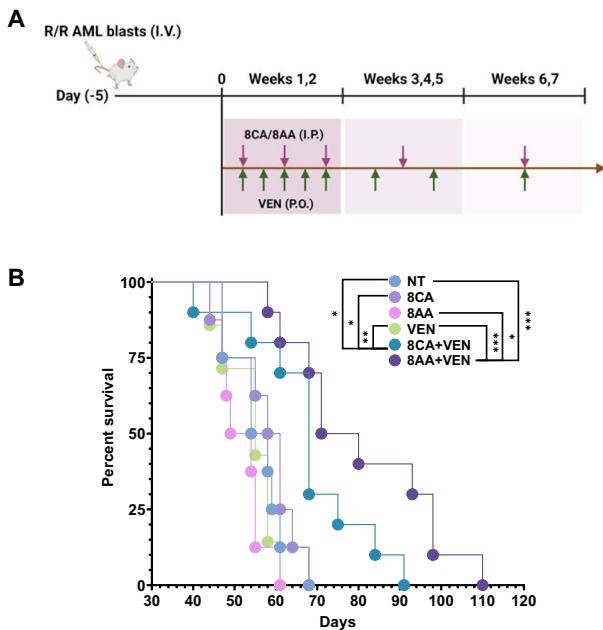 A
R/R AML blasts (I.V.)
Day (-5)
0 Weeks 1,2 Weeks 3,4,5 Weeks 6,7
8CA/8AA (I.P.)
VEN (P.O.)
B
Percent survival
100
75
50
25
0
30 40 50 60 70 80 90 100 110 120
Days
NT
8CA
8AA
VEN
8CA+VEN
8AA+VEN
*
*
**
***
*
***